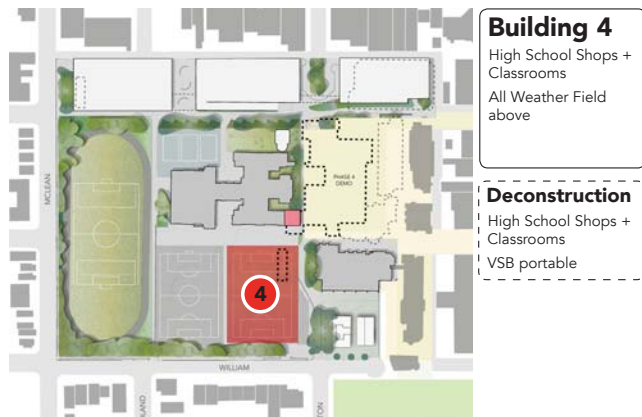 Building 4
High School Shops +
Classrooms
All Weather Field
above
Deconstruction
High School Shops +
Classrooms
VSB portable
MCLEAN
PHASE 4
DEMO
4
WILLIAM